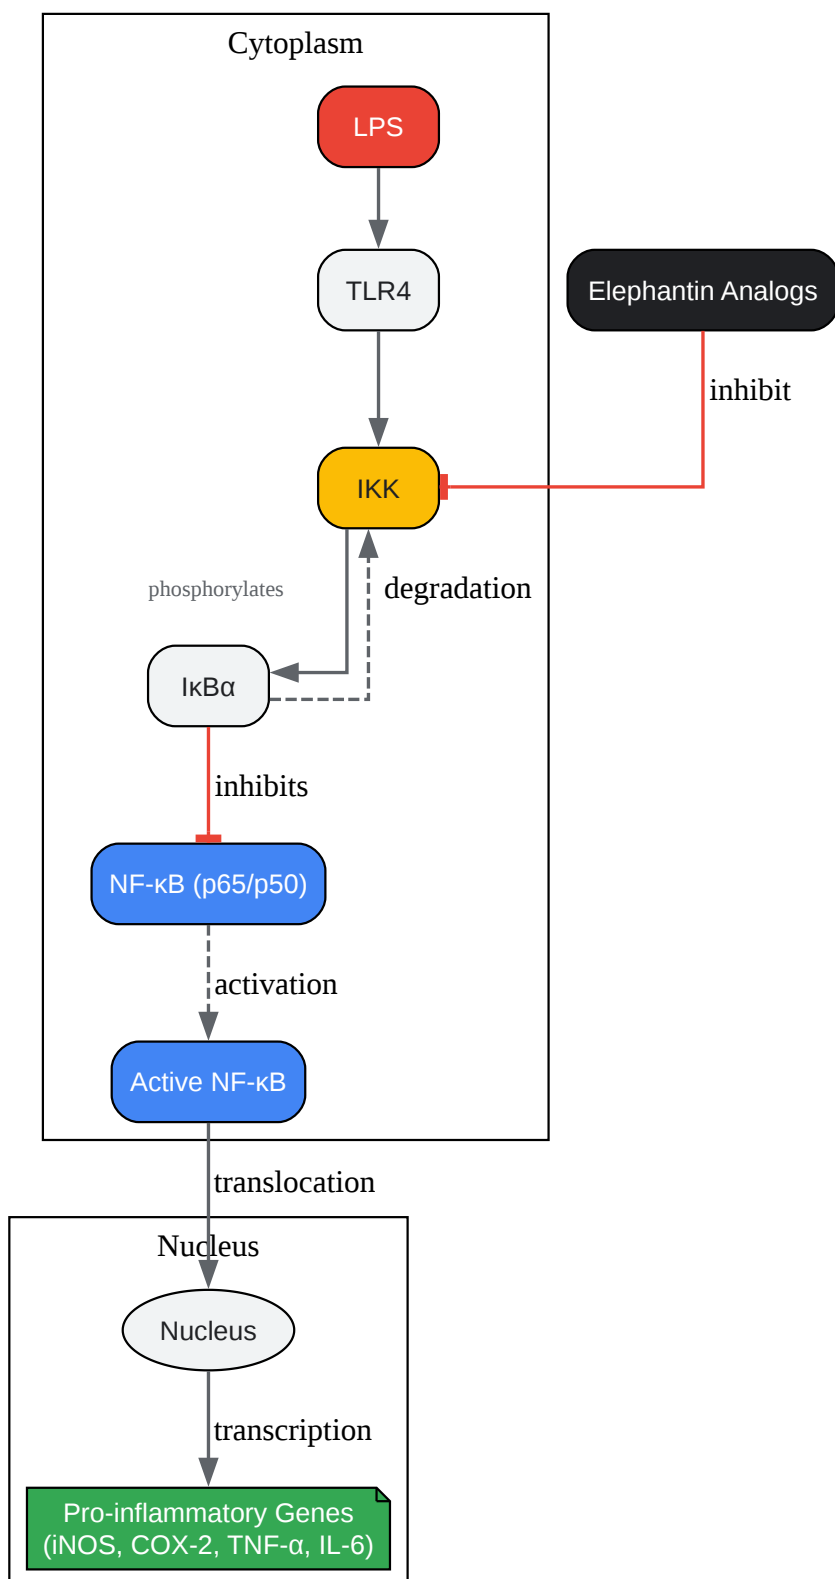 Cytoplasm
LPS
TLR4
Elephantin Analogs
inhibit
IKK
phosphorylates
degradation
IκBα
inhibits
NF-κB (p65/p50)
activation
Active NF-κB
translocation
Nucleus
Nucleus
transcription
Pro-inflammatory Genes
(iNOS, COX-2, TNF-α, IL-6)